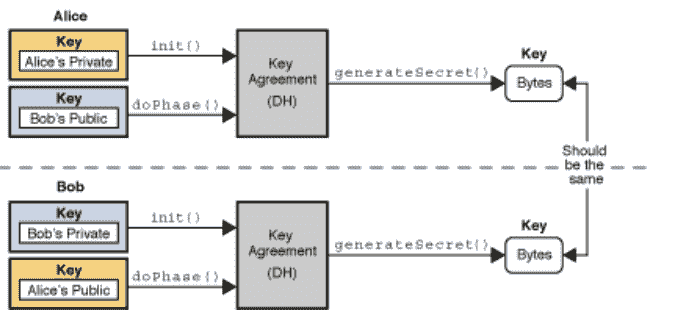 Alice
Key
Alice's Private
init()
Key
Bob's Public
doPhase()
Key
Agreement
(DH)
generateSecret()
Key
Bytes
Should
be the
same
Bob
Key
Bob's Private
init()
Key
Alice's Public
doPhase()
Key
Agreement
(DH)
generateSecret()
Key
Bytes